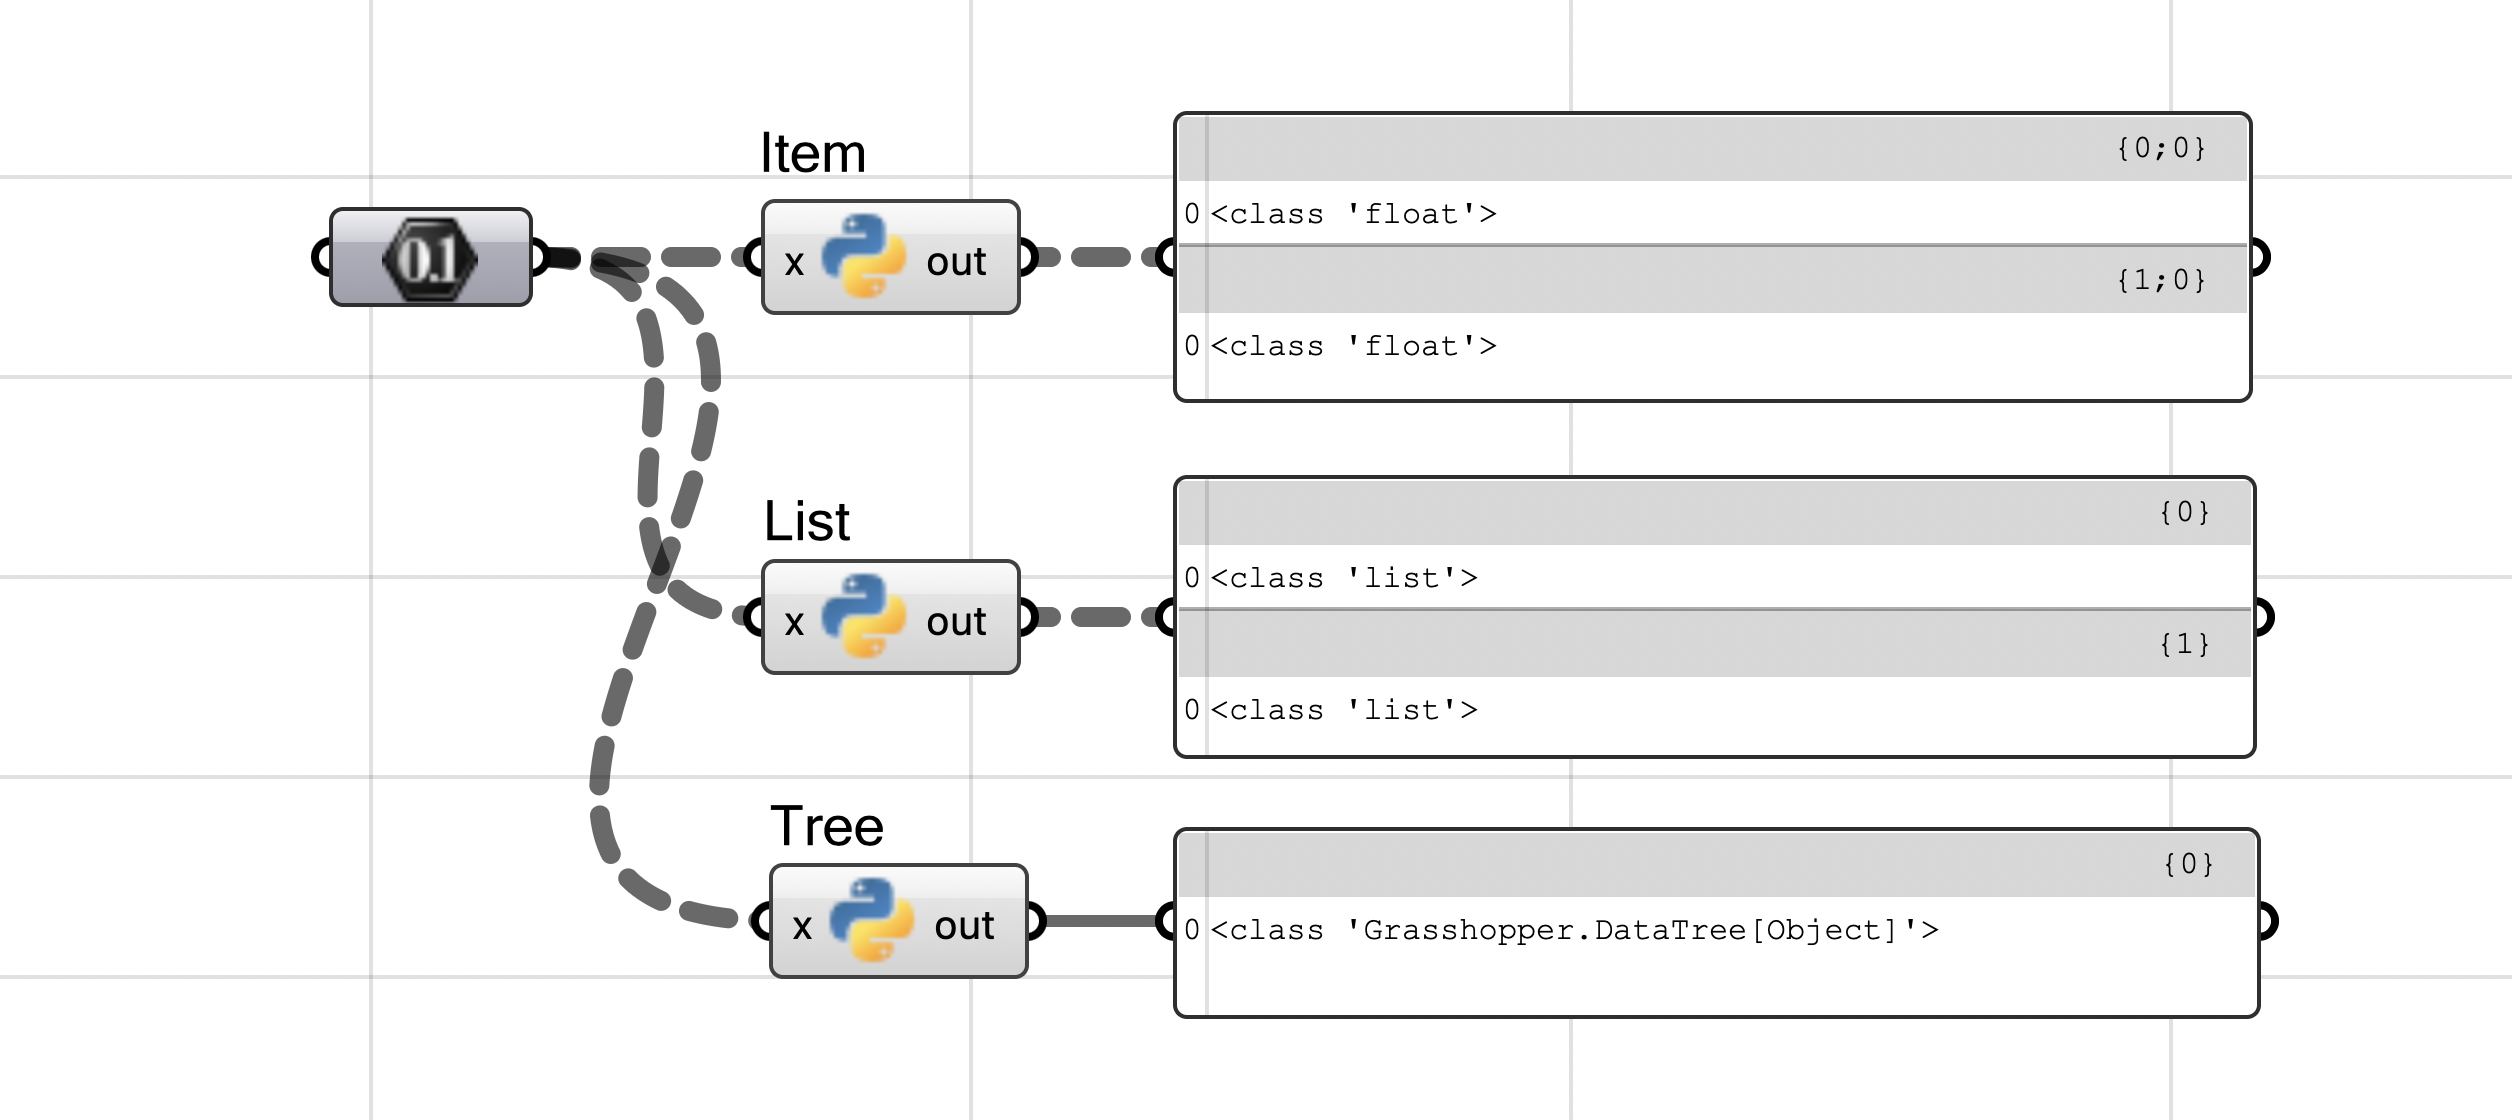 Item
0.1
x out
{0;0}
0 <class 'float'>
{1;0}
0 <class 'float'>
List
x out
{0}
0 <class 'list'>
{1}
0 <class 'list'>
Tree
x out
{0}
0 <class 'Grasshopper.DataTree[Object]'>